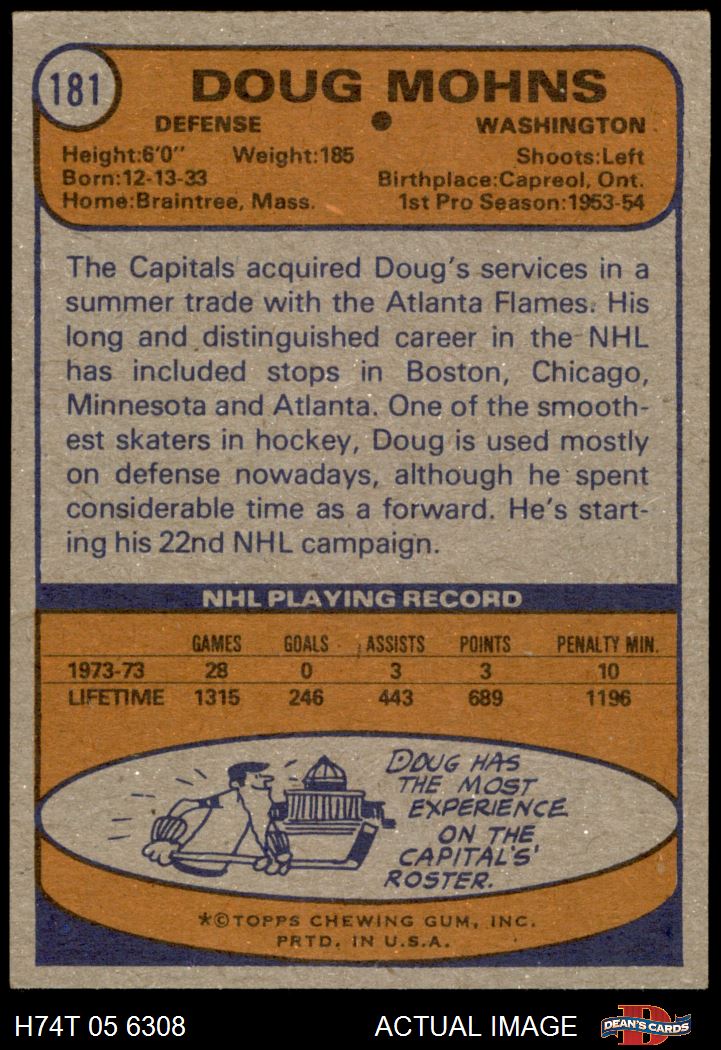 181
DOUG MOHNS
DEFENSE • WASHINGTON
Height:6'0" Weight:185 Shoots:Left
Born:12-13-33 Birthplace:Capreol, Ont.
Home:Braintree, Mass. 1st Pro Season:1953-54
The Capitals acquired Doug's services in a
summer trade with the Atlanta Flames. His
long and distinguished career in the NHL
has included stops in Boston, Chicago,
Minnesota and Atlanta. One of the smooth-
est skaters in hockey, Doug is used mostly
on defense nowadays, although he spent
considerable time as a forward. He's start-
ing his 22nd NHL campaign.
NHL PLAYING RECORD
GAMES GOALS ASSISTS POINTS PENALTY MIN.
1973-73 28 0 3 3 10
LIFETIME 1315 246 443 689 1196
DOUG HAS
THE MOST
EXPERIENCE
ON THE
CAPITAL'S'
ROSTER.
*©TOPPS CHEWING GUM, INC.
PRTD. IN U.S.A.
H74T 05 6308 ACTUAL IMAGE
D
DEAN'S CARDS